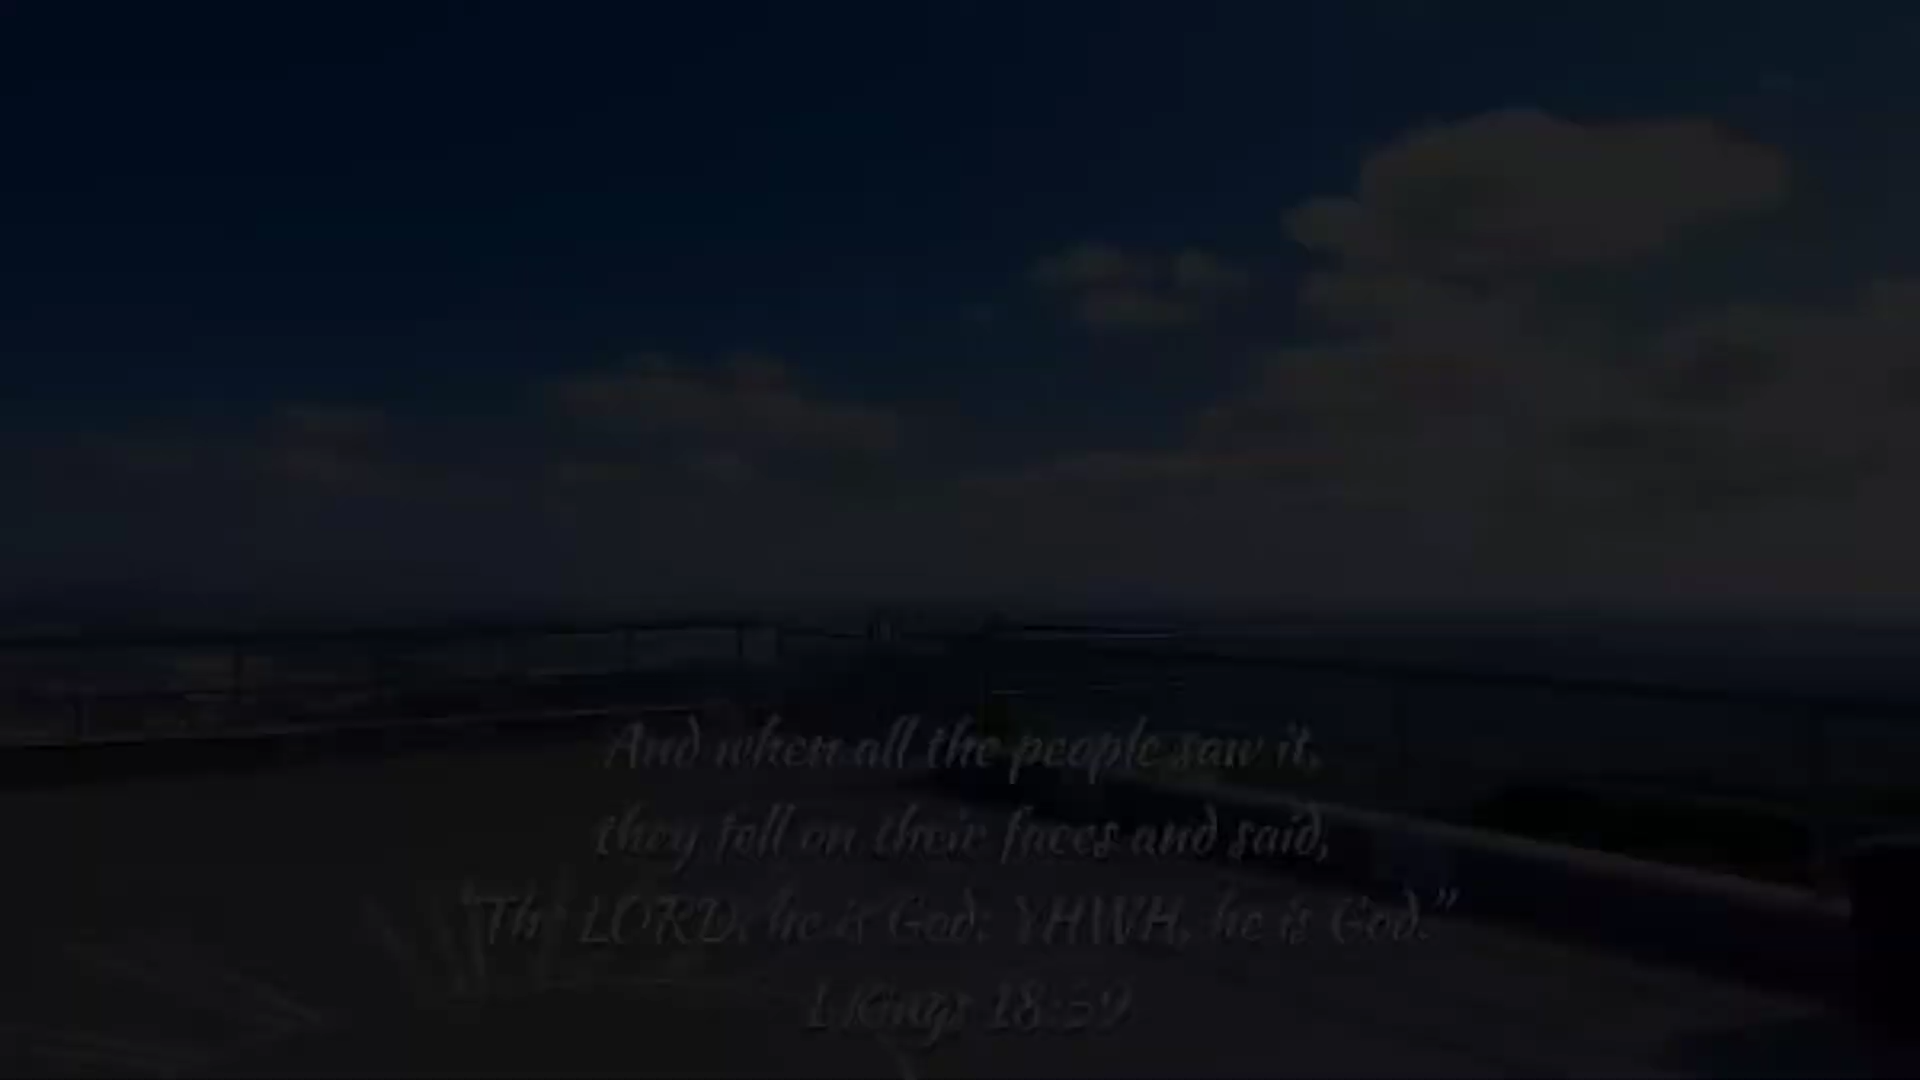 And when all the people saw it,
they fell on their faces and said,
"The LORD, he is God; YHWH, he is God."
1 Kings 18:39